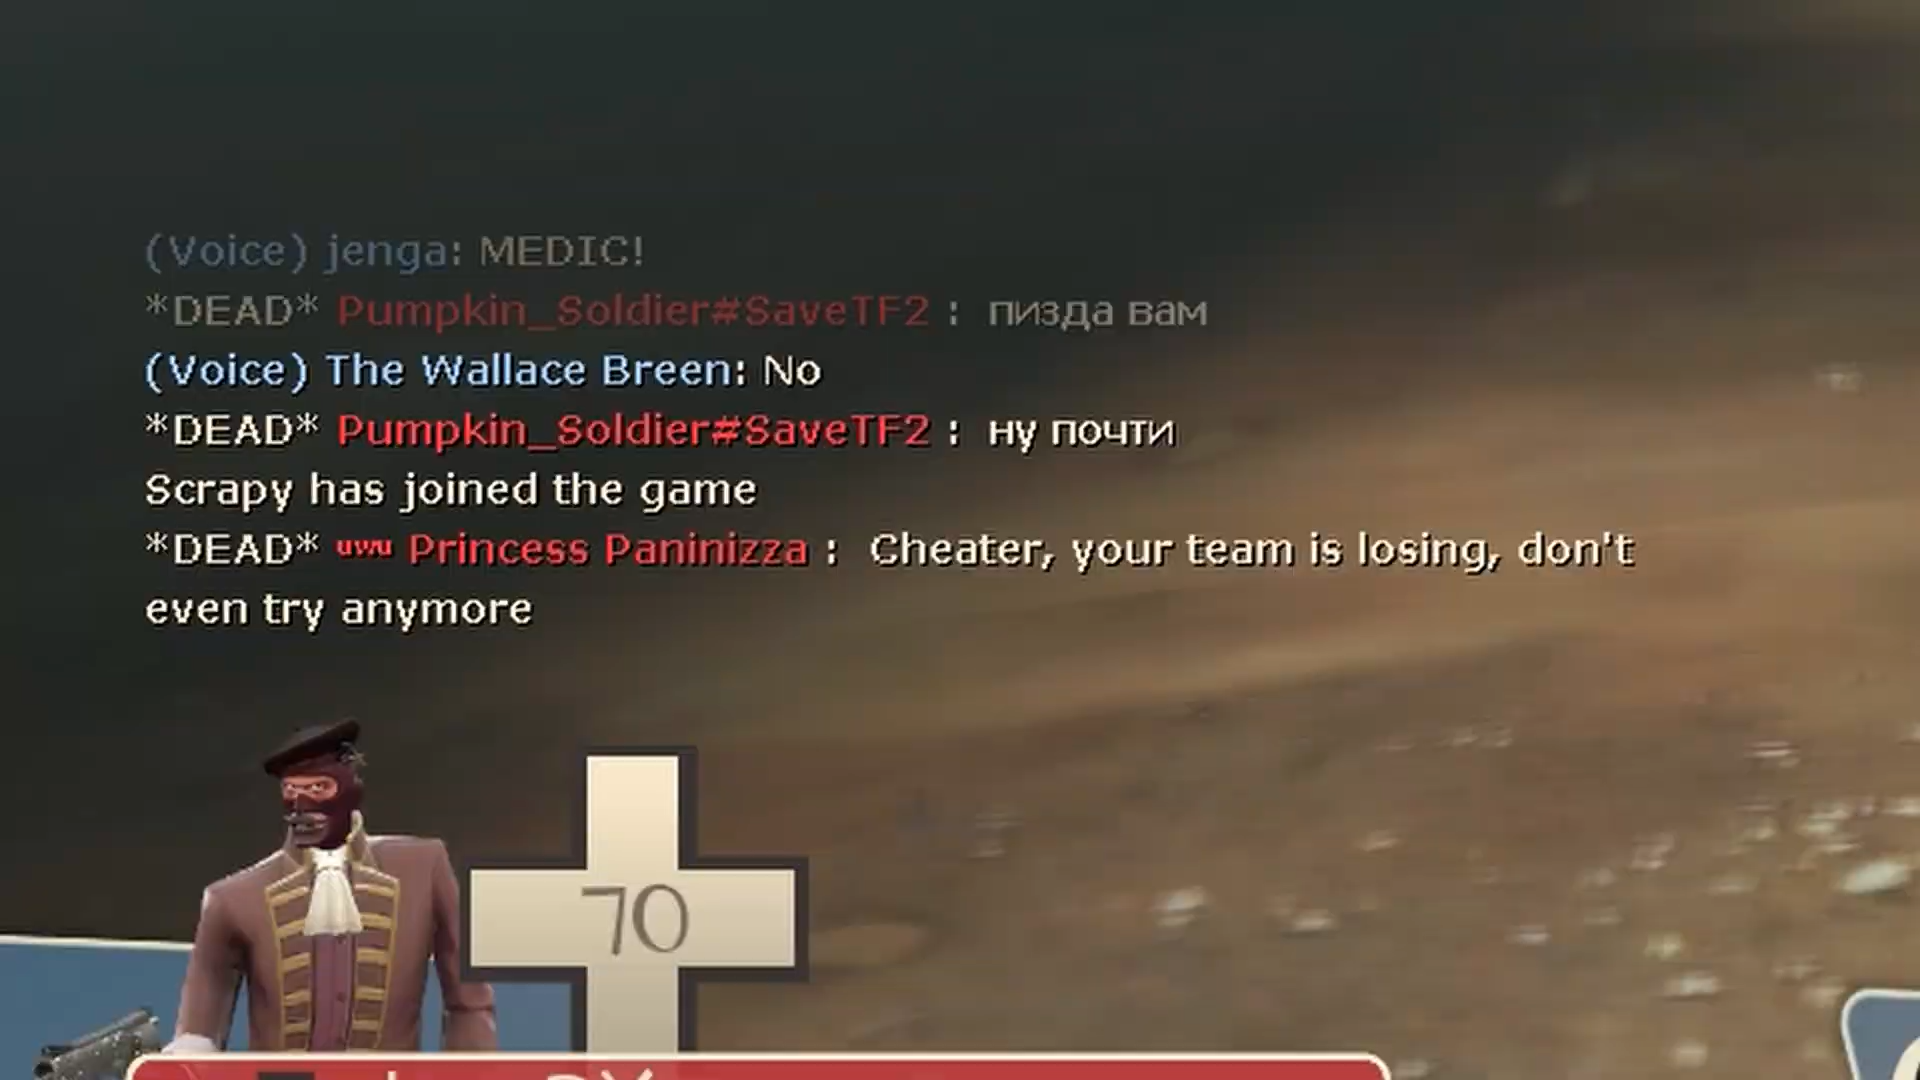 (Voice) jenga: MEDIC!
*DEAD* Pumpkin_Soldier#SaveTF2 : пизда вам
(Voice) The Wallace Breen: No
*DEAD* Pumpkin_Soldier#SaveTF2 : ну почти
Scrapy has joined the game
*DEAD* uwu Princess Paninizza : Cheater, your team is losing, don't
even try anymore
70